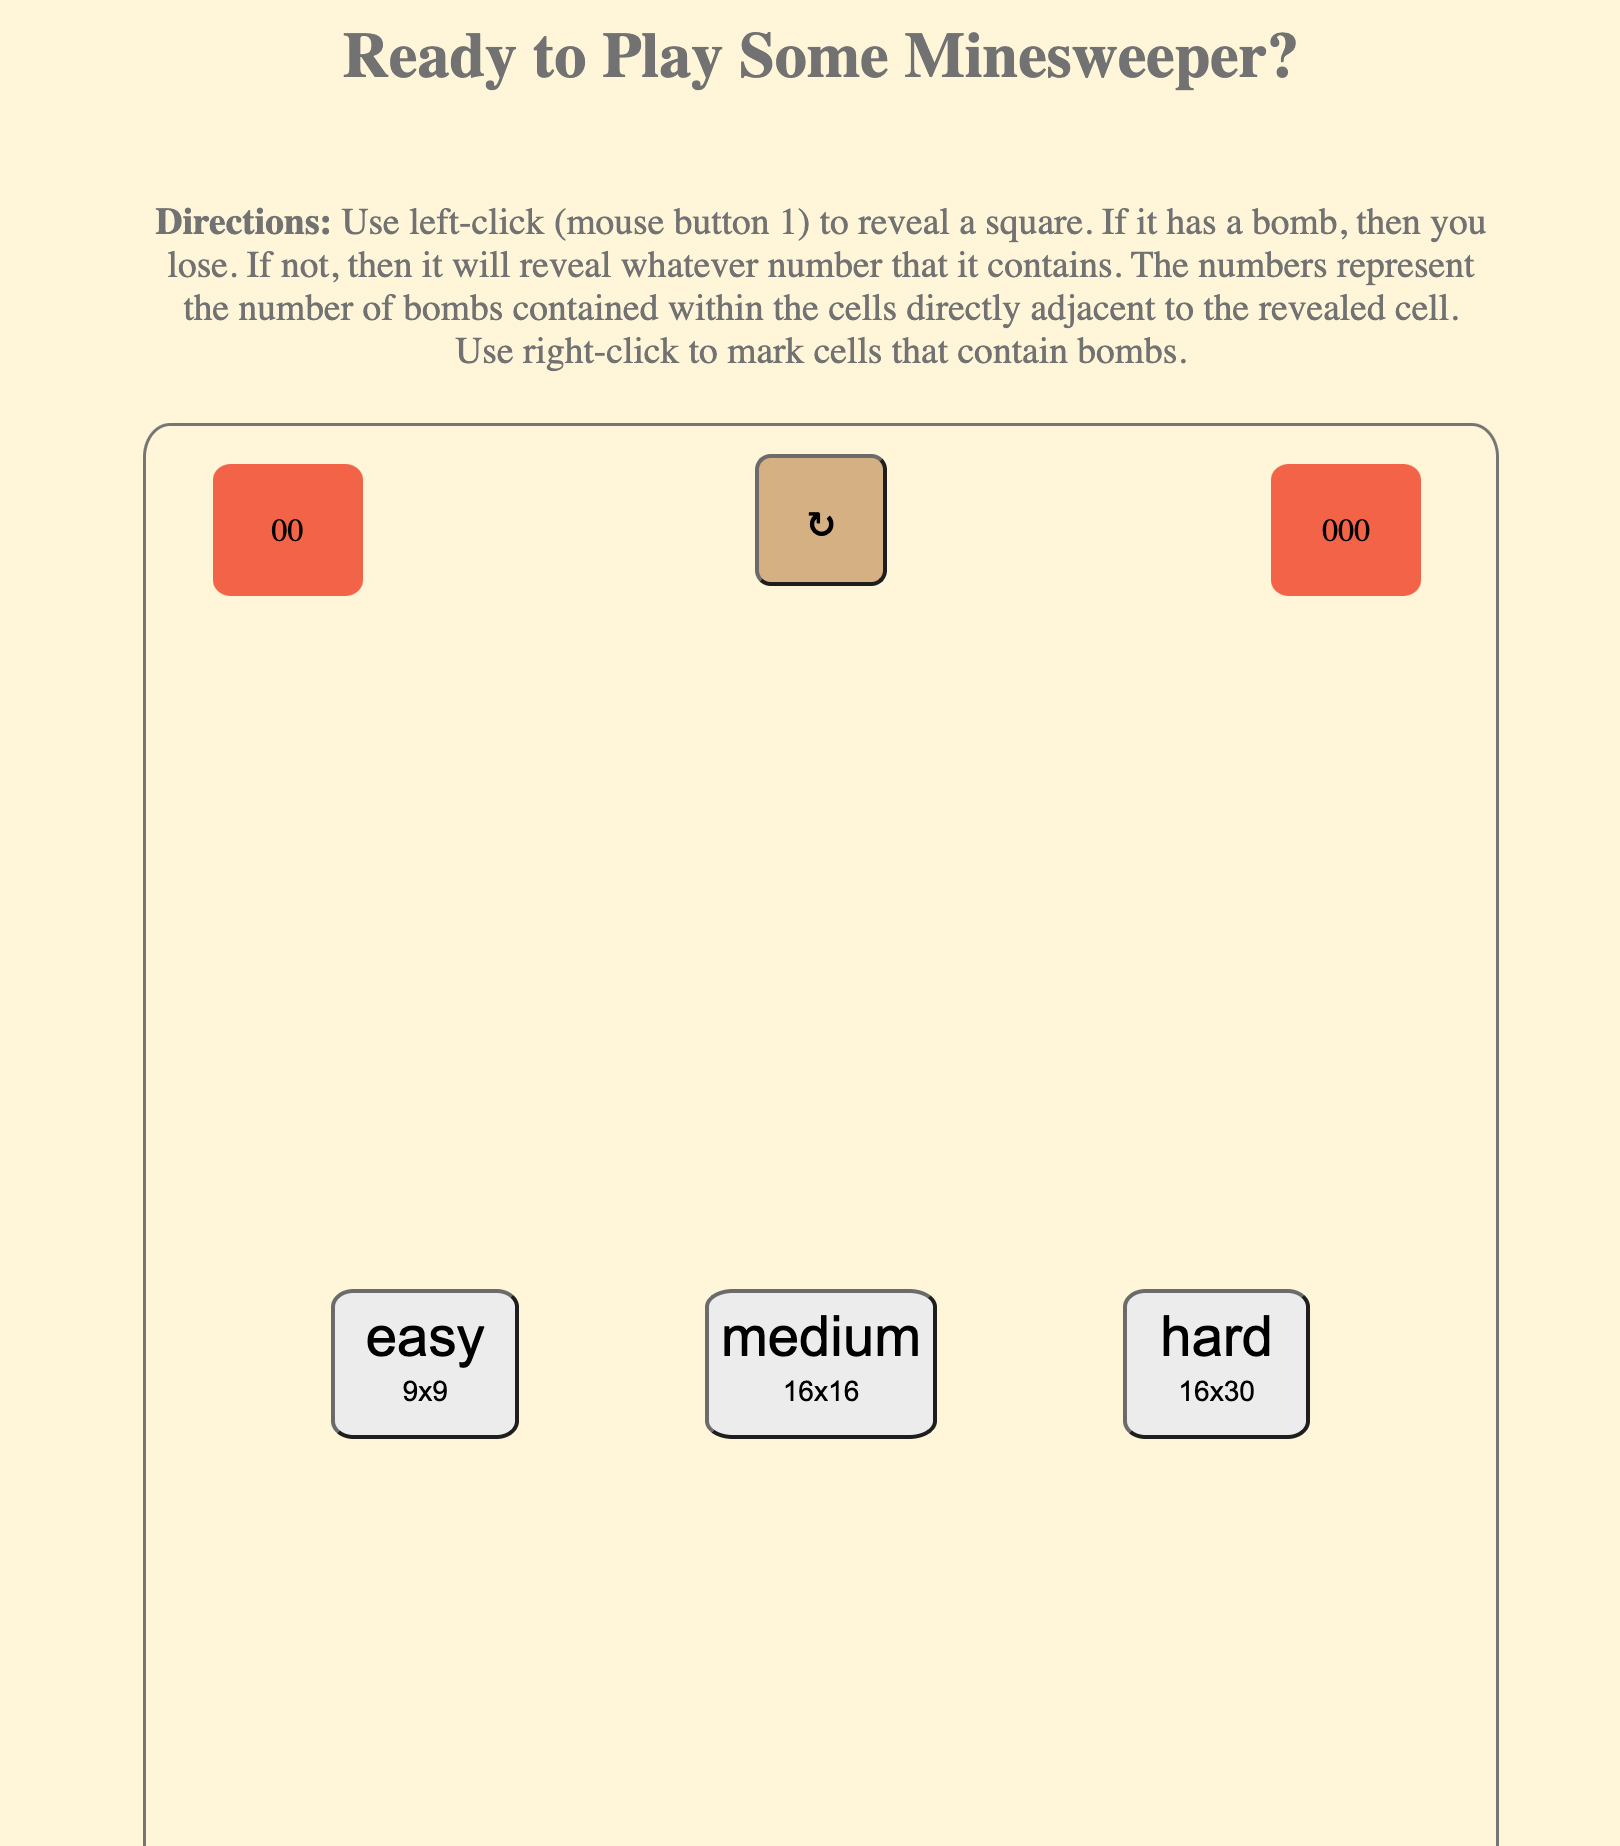 Ready to Play Some Minesweeper?
Directions: Use left-click (mouse button 1) to reveal a square. If it has a bomb, then you
lose. If not, then it will reveal whatever number that it contains. The numbers represent
the number of bombs contained within the cells directly adjacent to the revealed cell.
Use right-click to mark cells that contain bombs.
00
↻
000
easy
9x9
medium
16x16
hard
16x30